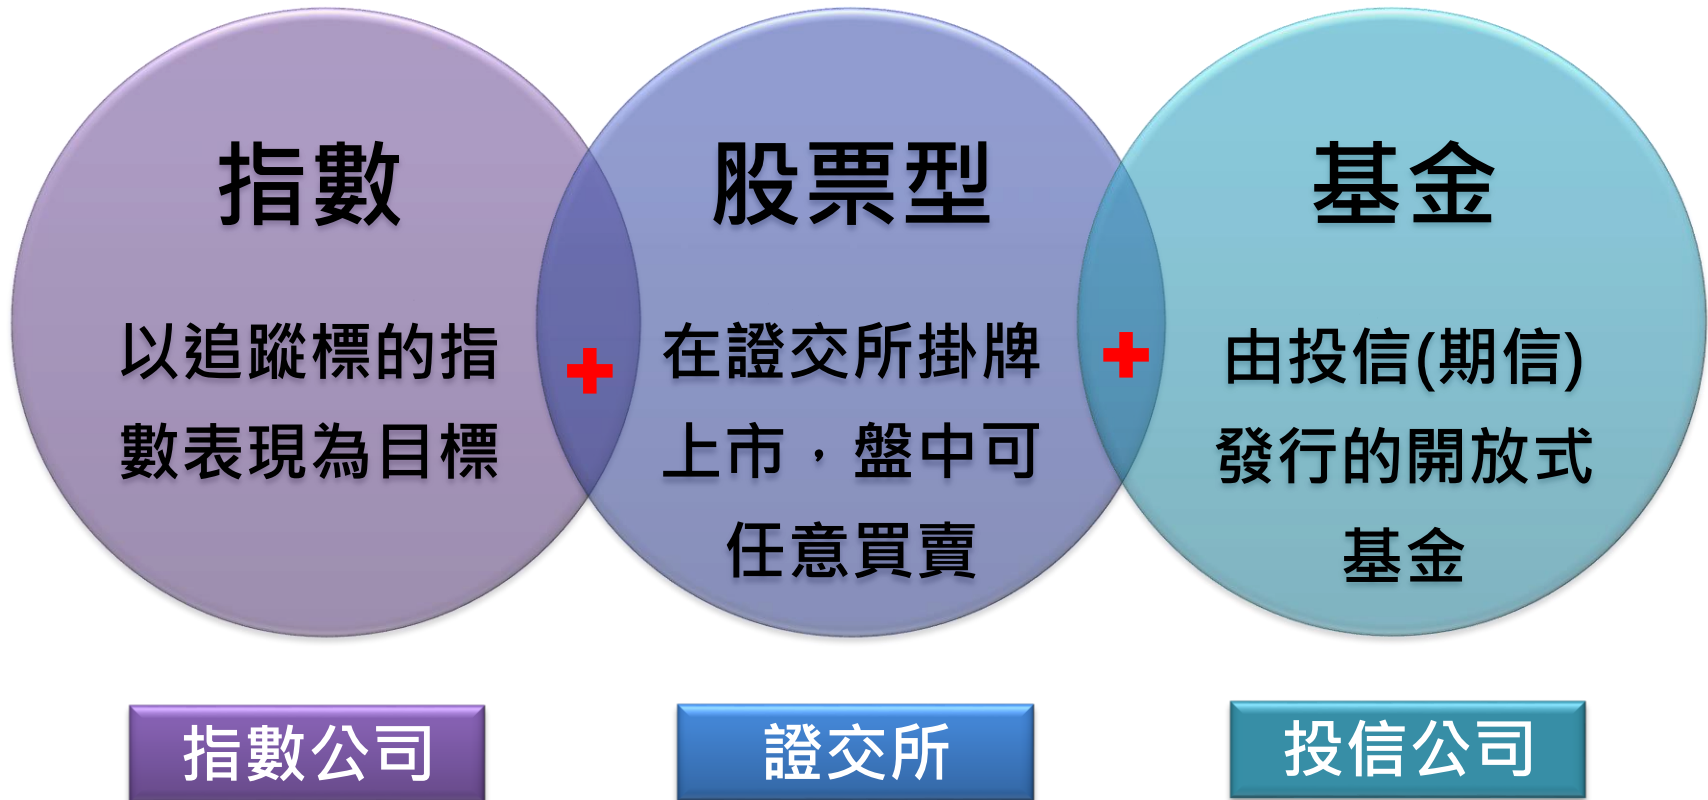 指數
以追蹤標的指
數表現為目標
股票型
在證交所掛牌
上市，盤中可
任意買賣
基金
由投信(期信)
發行的開放式
基金
指數公司
證交所
投信公司